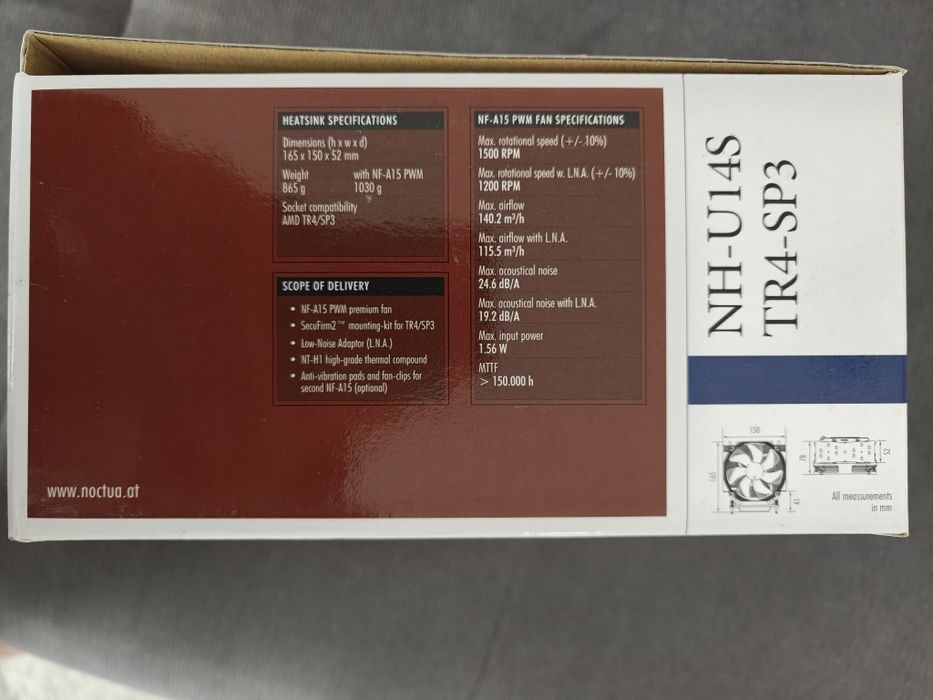 HEATSINK SPECIFICATIONS
Dimensions (h x w x d)
165 x 150 x 52 mm
Weight with NF-A15 PWM
865 g 1030 g
Socket compatibility
AMD TR4/SP3
SCOPE OF DELIVERY
• NF-A15 PWM premium fan
• SecuFirm2™ mounting-kit for TR4/SP3
• Low-Noise Adaptor (L.N.A.)
• NT-H1 high-grade thermal compound
• Anti-vibration pads and fan-clips for
second NF-A15 (optional)
NF-A15 PWM FAN SPECIFICATIONS
Max. rotational speed (+/- 10%)
1500 RPM
Max. rotational speed w. L.N.A. (+/- 10%)
1200 RPM
Max. airflow
140.2 m³/h
Max. airflow with L.N.A.
115.5 m³/h
Max. acoustical noise
24.6 dB/A
Max. acoustical noise with L.N.A.
19.2 dB/A
Max. input power
1.56 W
MTTF
> 150.000 h
www.noctua.at
NH-U14S
TR4-SP3
150
165
41
78
52
All meassurements
in mm